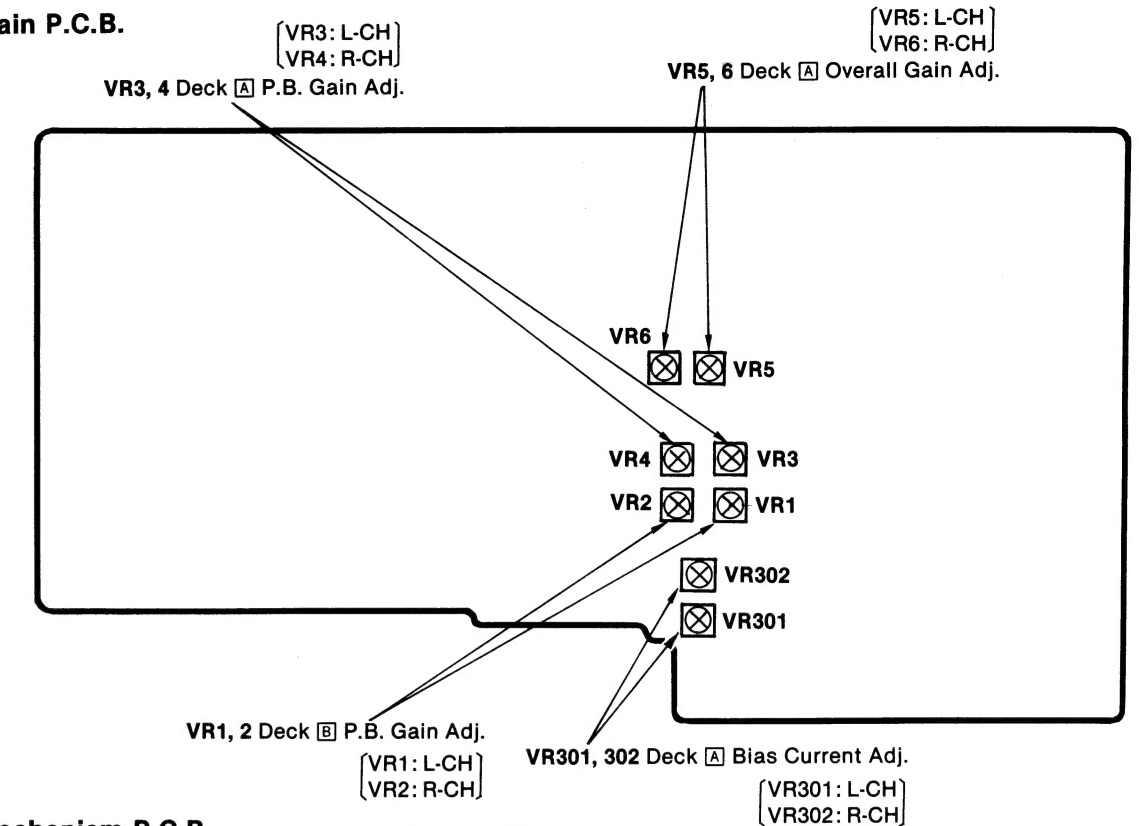 ain P.C.B.
VR3: L-CH
VR4: R-CH
VR3, 4 Deck A P.B. Gain Adj.
VR5: L-CH
VR6: R-CH
VR5, 6 Deck A Overall Gain Adj.
VR6
VR5
VR4
VR3
VR2
VR1
VR302
VR301
VR1, 2 Deck B P.B. Gain Adj.
VR1: L-CH
VR2: R-CH
VR301, 302 Deck A Bias Current Adj.
VR301: L-CH
VR302: R-CH